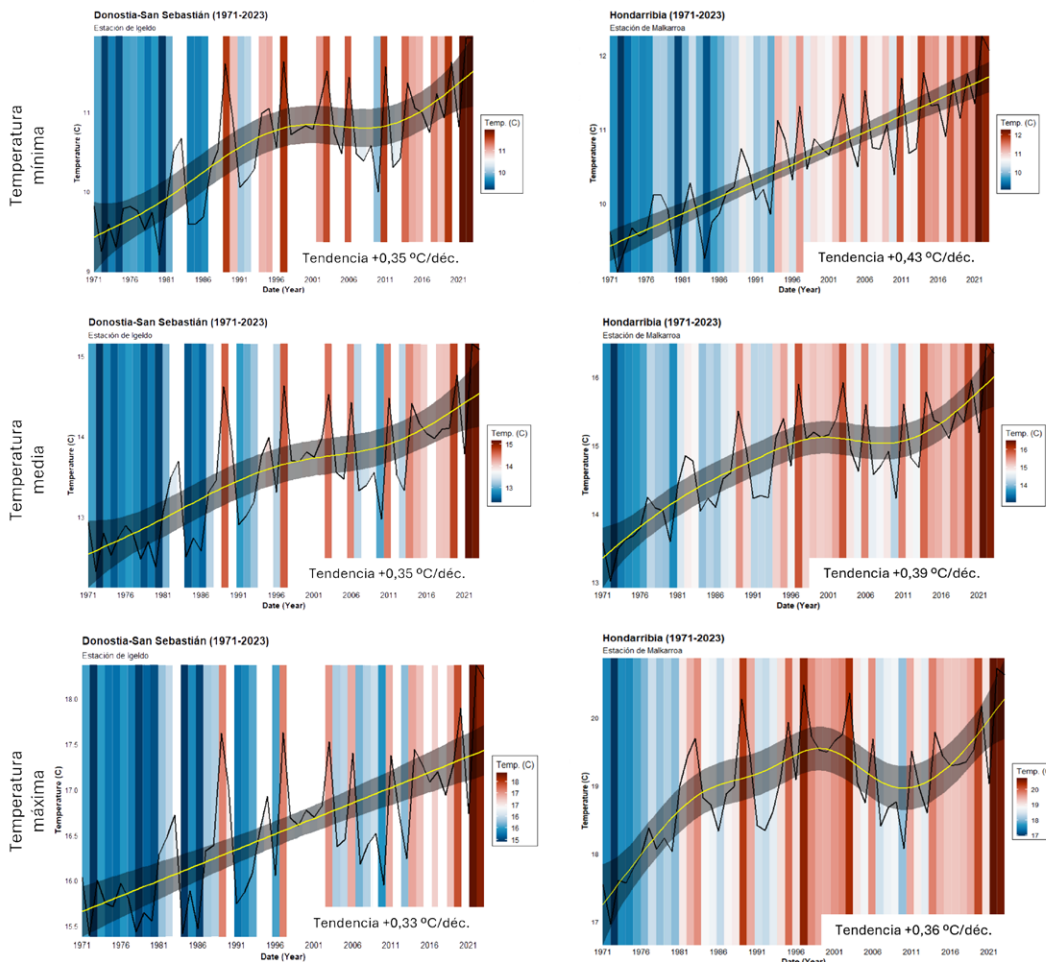 Temperatura
mínima
Donostia-San Sebastián (1971-2023)
Estación de Igeldo
Temperature (C)
11
10
9
1971 1976 1981 1986 1991 1996 2001 2006 2011 2016 2021
Date (Year)
Temp. (C)
11
10
Tendencia +0,35 ºC/déc.
Hondarribia (1971-2023)
Estación de Malkarroa
Temperature (C)
12
11
10
1971 1976 1981 1986 1991 1996 2001 2006 2011 2016 2021
Date (Year)
Temp. (C)
12
11
10
Tendencia +0,43 ºC/déc.
Temperatura
media
Donostia-San Sebastián (1971-2023)
Estación de Igeldo
Temperature (C)
15
14
13
1971 1976 1981 1986 1991 1996 2001 2006 2011 2016 2021
Date (Year)
Temp. (C)
15
14
13
Tendencia +0,35 ºC/déc.
Hondarribia (1971-2023)
Estación de Malkarroa
Temperature (C)
16
15
14
13
1971 1976 1981 1986 1991 1996 2001 2006 2011 2016 2021
Date (Year)
Temp. (C)
16
15
14
Tendencia +0,39 ºC/déc.
Temperatura
máxima
Donostia-San Sebastián (1971-2023)
Estación de Igeldo
Temperature (C)
18.0
17.5
17.0
16.5
16.0
15.5
1971 1976 1981 1986 1991 1996 2001 2006 2011 2016 2021
Date (Year)
Temp. (C)
18
18
17
16
16
15
Tendencia +0,33 ºC/déc.
Hondarribia (1971-2023)
Estación de Malkarroa
Temperature (C)
20
19
18
17
1971 1976 1981 1986 1991 1996 2001 2006 2011 2016 2021
Date (Year)
Temp. (C
20
19
18
17
Tendencia +0,36 ºC/déc.